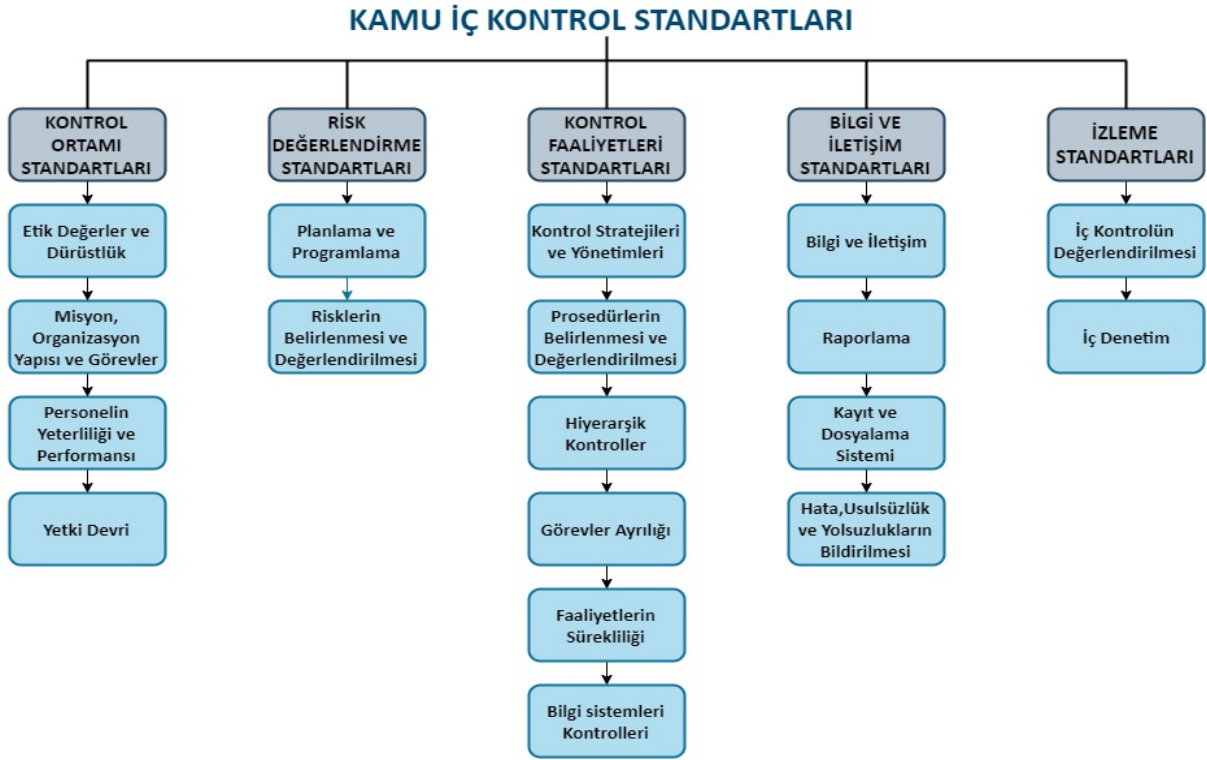 KAMU İÇ KONTROL STANDARTLARI
KONTROL
ORTAMI
STANDARTLARI
Etik Değerler ve
Dürüstlük
Misyon,
Organizasyon
Yapısı ve Görevler
Personelin
Yeterliliği ve
Performansı
Yetki Devri
RİSK
DEĞERLENDİRME
STANDARTLARI
Planlama ve
Programlama
Risklerin
Belirlenmesi ve
Değerlendirilmesi
KONTROL
FAALİYETLERİ
STANDARTLARI
Kontrol Stratejileri
ve Yönetimleri
Prosedürlerin
Belirlenmesi ve
Değerlendirilmesi
Hiyerarşik
Kontroller
Görevler Ayrılığı
Faaliyetlerin
Sürekliliği
Bilgi sistemleri
Kontrolleri
BİLGİ VE
İLETİŞİM
STANDARTLARI
Bilgi ve İletişim
Raporlama
Kayıt ve
Dosyalama
Sistemi
Hata,Usulsüzlük
ve Yolsuzlukların
Bildirilmesi
İZLEME
STANDARTLARI
İç Kontrolün
Değerlendirilmesi
İç Denetim